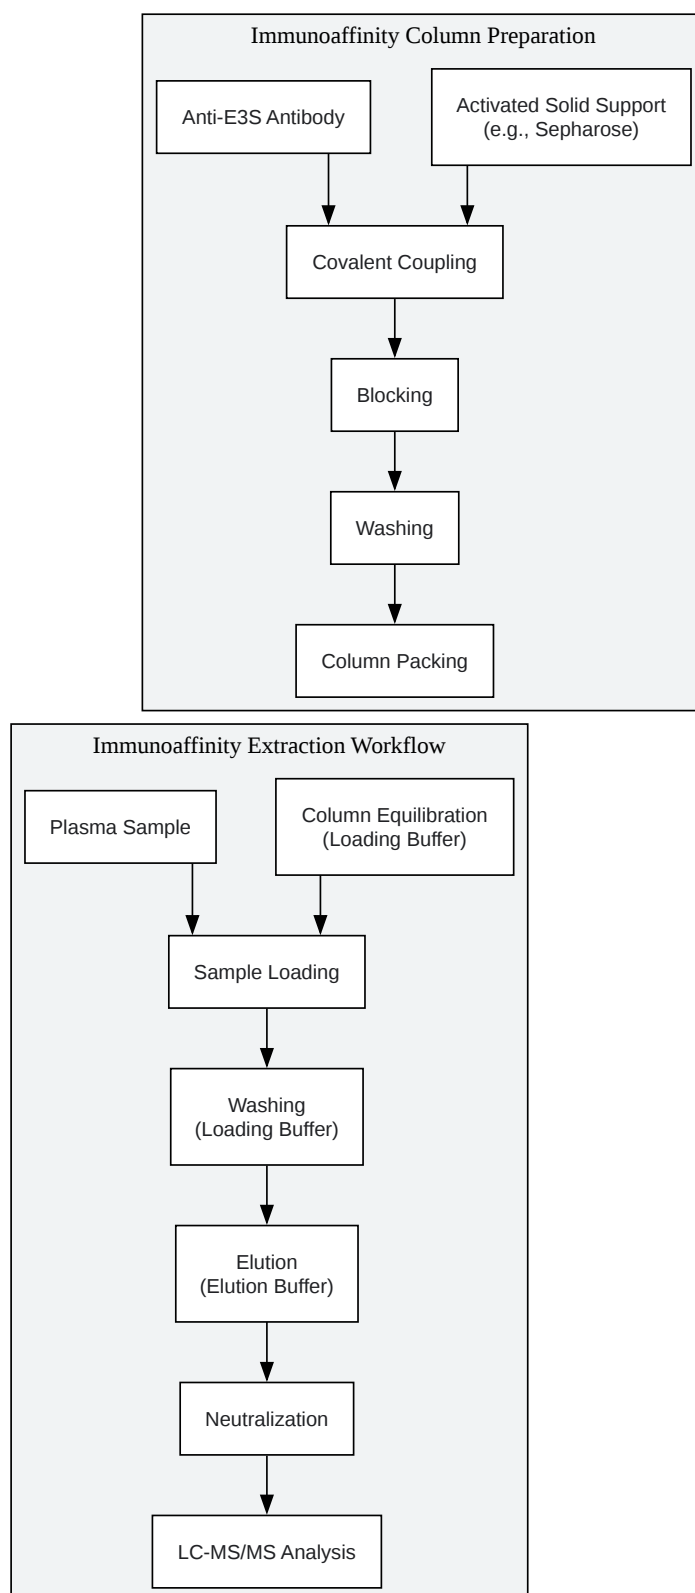 Immunoaffinity Column Preparation
Anti-E3S Antibody
Activated Solid Support
(e.g., Sepharose)
Covalent Coupling
Blocking
Washing
Column Packing
Immunoaffinity Extraction Workflow
Plasma Sample
Column Equilibration
(Loading Buffer)
Sample Loading
Washing
(Loading Buffer)
Elution
(Elution Buffer)
Neutralization
LC-MS/MS Analysis